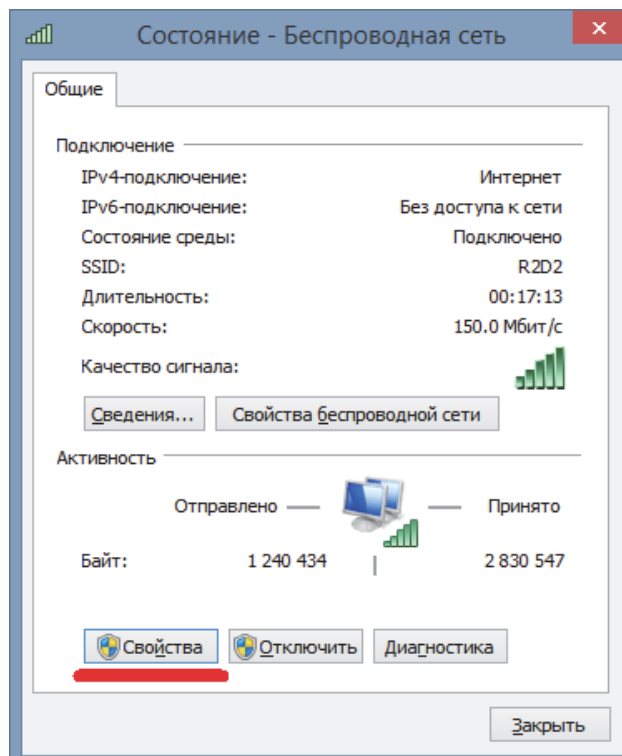 Состояние - Беспроводная сеть
Общие
Подключение
IPv4-подключение: Интернет
IPv6-подключение: Без доступа к сети
Состояние среды: Подключено
SSID: R2D2
Длительность: 00:17:13
Скорость: 150.0 Мбит/с
Качество сигнала:
Сведения... Свойства беспроводной сети
Активность
Отправлено Принято
Байт: 1 240 434 2 830 547
Свойства Отключить Диагностика
Закрыть